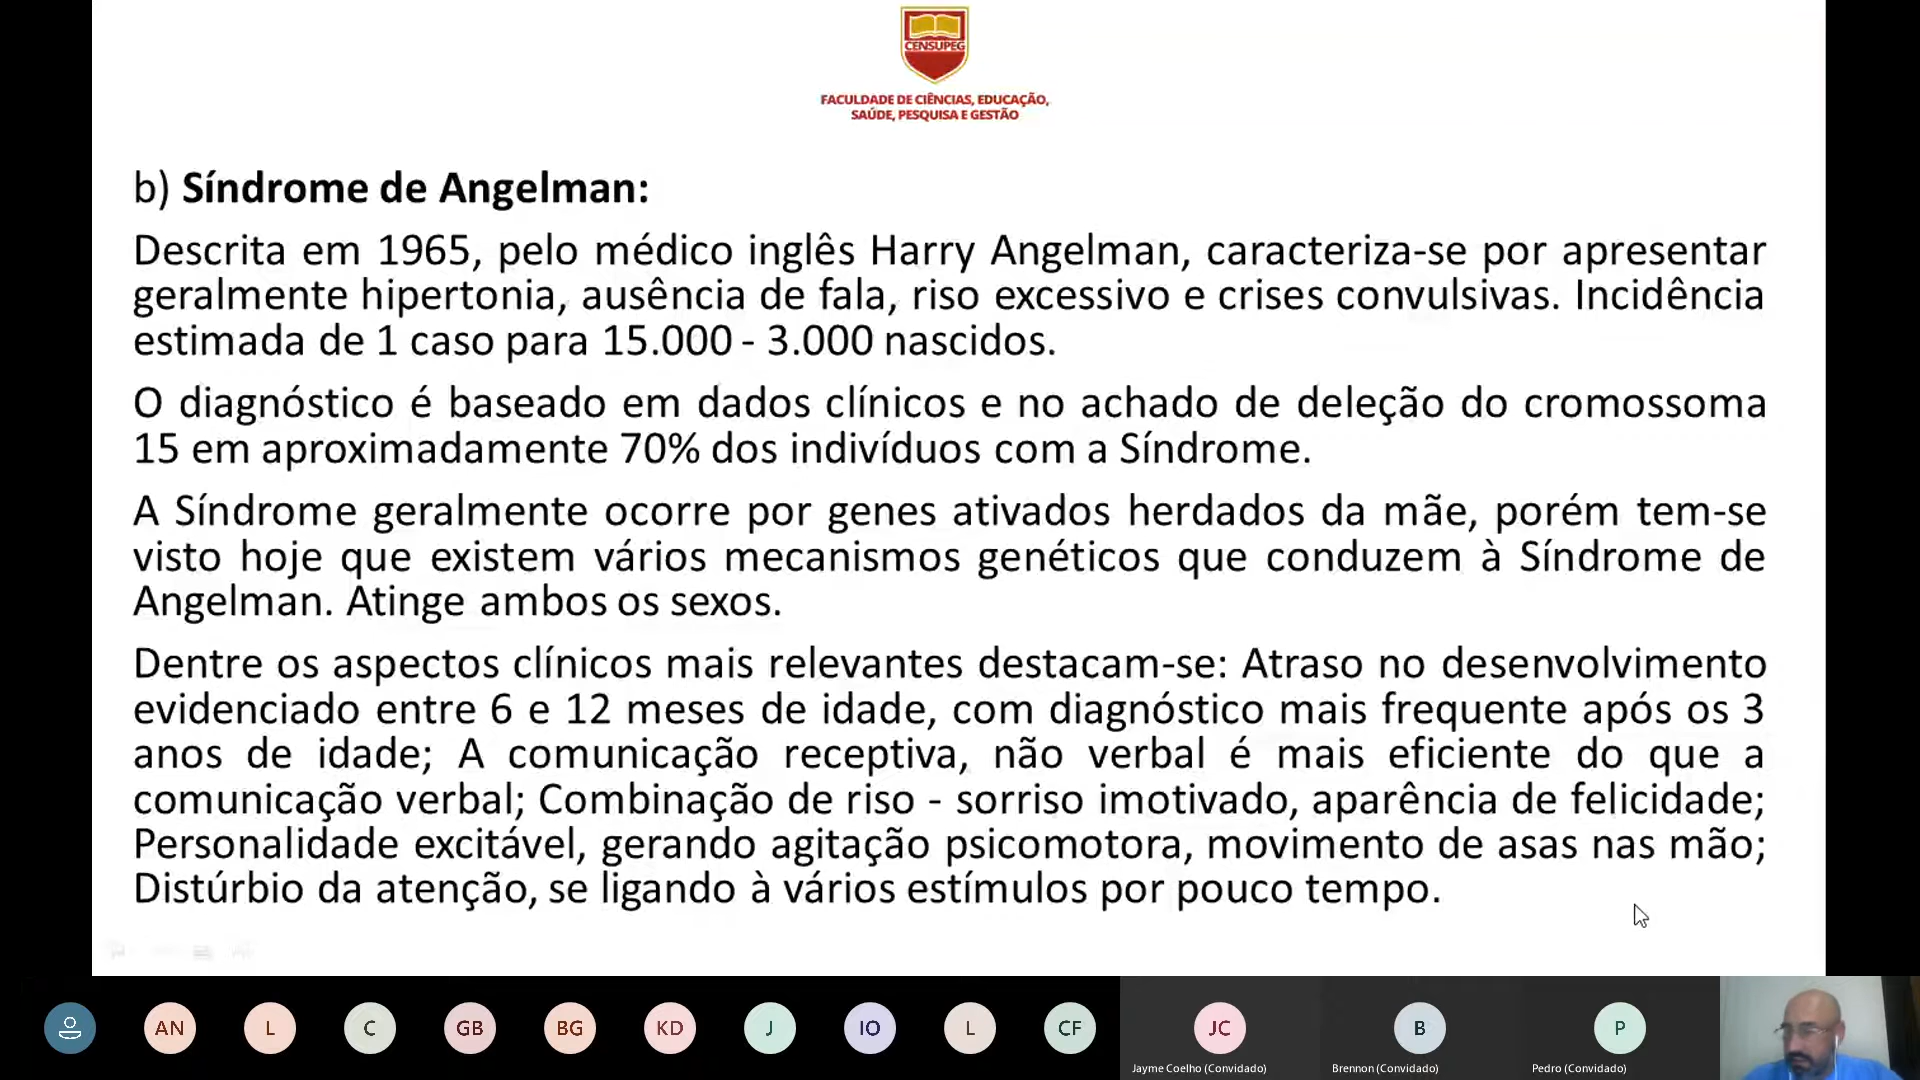 CENSUPEG
FACULDADE DE CIÊNCIAS, EDUCAÇÃO,
SAÚDE, PESQUISA E GESTÃO
b) Síndrome de Angelman:
Descrita em 1965, pelo médico inglês Harry Angelman, caracteriza-se por apresentar
geralmente hipertonia, ausência de fala, riso excessivo e crises convulsivas. Incidência
estimada de 1 caso para 15.000 - 3.000 nascidos.
O diagnóstico é baseado em dados clínicos e no achado de deleção do cromossoma
15 em aproximadamente 70% dos indivíduos com a Síndrome.
A Síndrome geralmente ocorre por genes ativados herdados da mãe, porém tem-se
visto hoje que existem vários mecanismos genéticos que conduzem à Síndrome de
Angelman. Atinge ambos os sexos.
Dentre os aspectos clínicos mais relevantes destacam-se: Atraso no desenvolvimento
evidenciado entre 6 e 12 meses de idade, com diagnóstico mais frequente após os 3
anos de idade; A comunicação receptiva, não verbal é mais eficiente do que a
comunicação verbal; Combinação de riso - sorriso imotivado, aparência de felicidade;
Personalidade excitável, gerando agitação psicomotora, movimento de asas nas mão;
Distúrbio da atenção, se ligando à vários estímulos por pouco tempo.
AN L C GB BG KD J IO L CF JC B P
Jayme Coelho (Convidado) Brennon (Convidado) Pedro (Convidado)